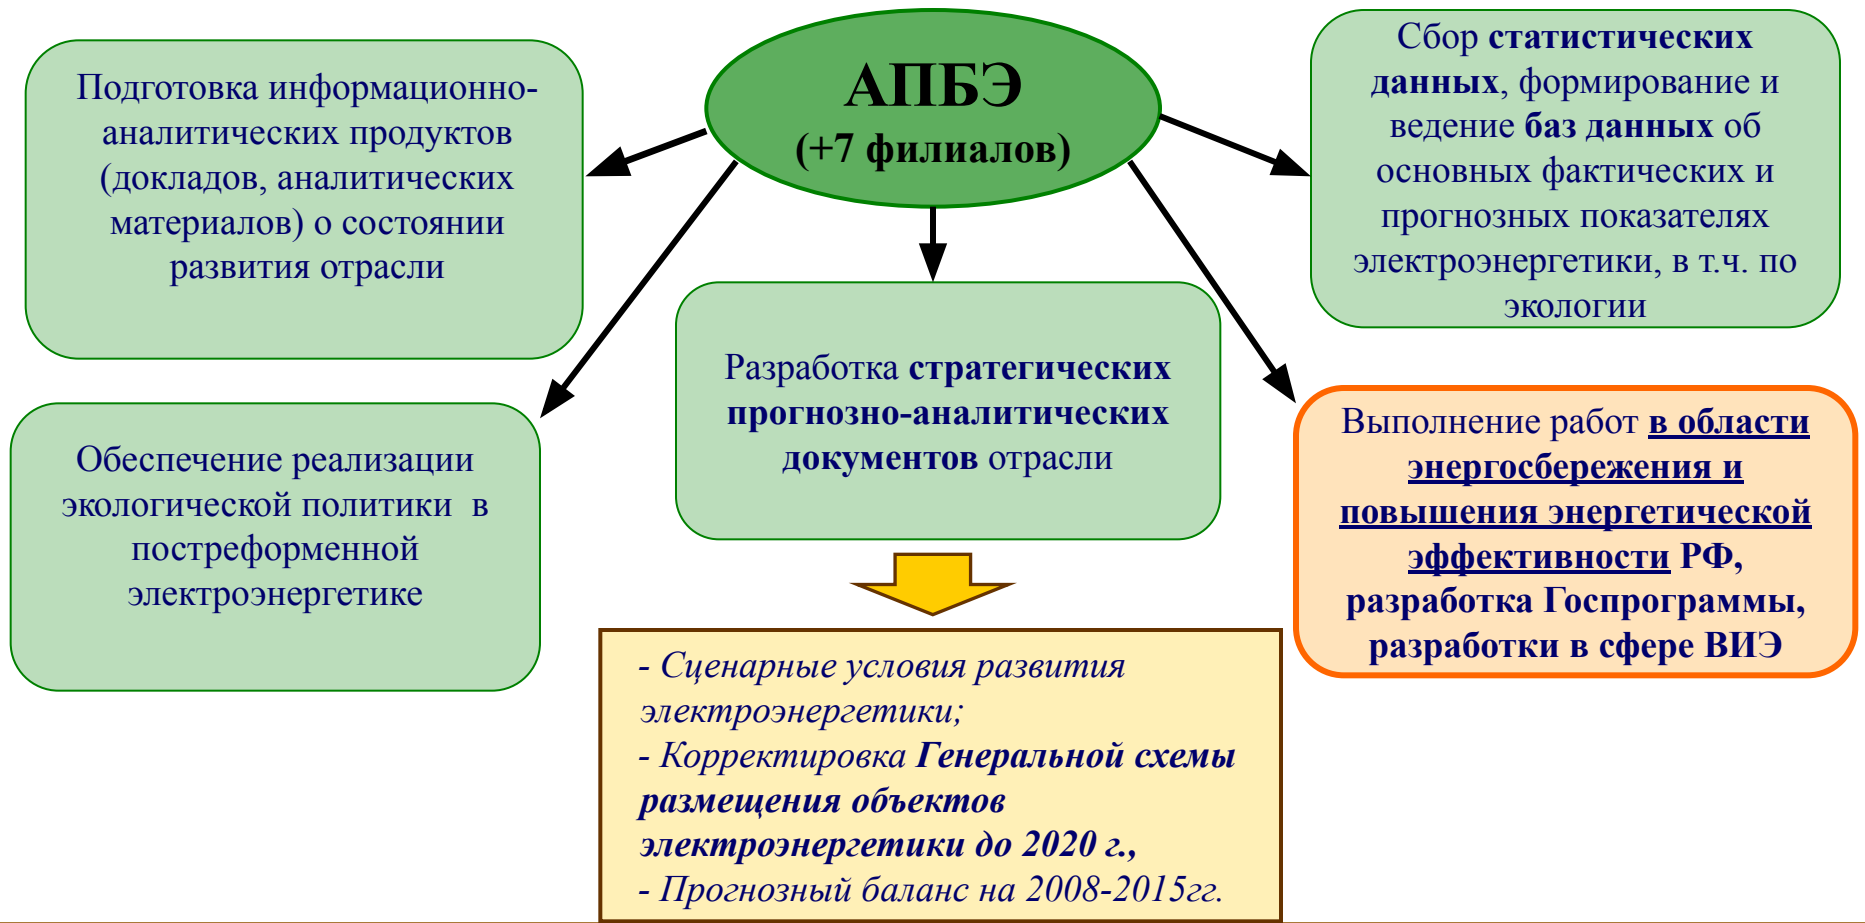 АПБЭ
(+7 филиалов)
Подготовка информационно-
аналитических продуктов
(докладов, аналитических
материалов) о состоянии
развития отрасли
Сбор статистических
данных, формирование и
ведение баз данных об
основных фактических и
прогнозных показателях
электроэнергетики, в т.ч. по
экологии
Обеспечение реализации
экологической политики  в
постреформенной
электроэнергетике
Разработка стратегических
прогнозно-аналитических
документов отрасли
Выполнение работ в области
энергосбережения и
повышения энергетической
эффективности РФ,
разработка Госпрограммы,
разработки в сфере ВИЭ
- Сценарные условия развития
электроэнергетики;
- Корректировка Генеральной схемы
размещения объектов
электроэнергетики до 2020 г.,
- Прогнозный баланс на 2008-2015гг.